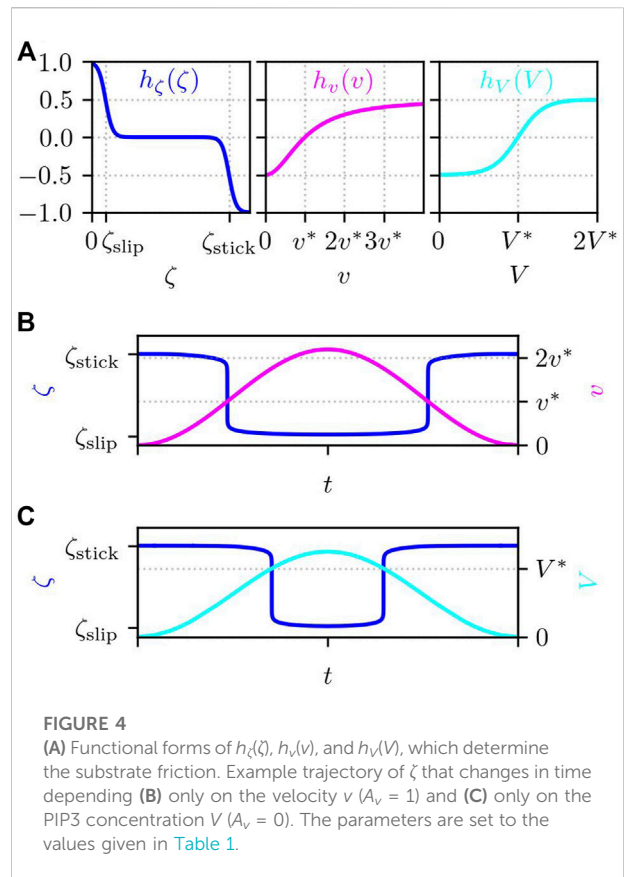 A
1.0
0.5
0.0
−0.5
−1.0
hζ(ζ)
hv(v)
hV(V)
0 ζslip ζstick
0 v* 2v* 3v*
0 V* 2V*
ζ v V
B
ζstick
ζ
ζslip
2v*
v*
v
0
t
C
ζstick
ζ
ζslip
V*
V
0
t
FIGURE 4
(A) Functional forms of hζ(ζ), hv(v), and hV(V), which determine
the substrate friction. Example trajectory of ζ that changes in time
depending (B) only on the velocity v (Av = 1) and (C) only on the
PIP3 concentration V (Av = 0). The parameters are set to the
values given in Table 1.